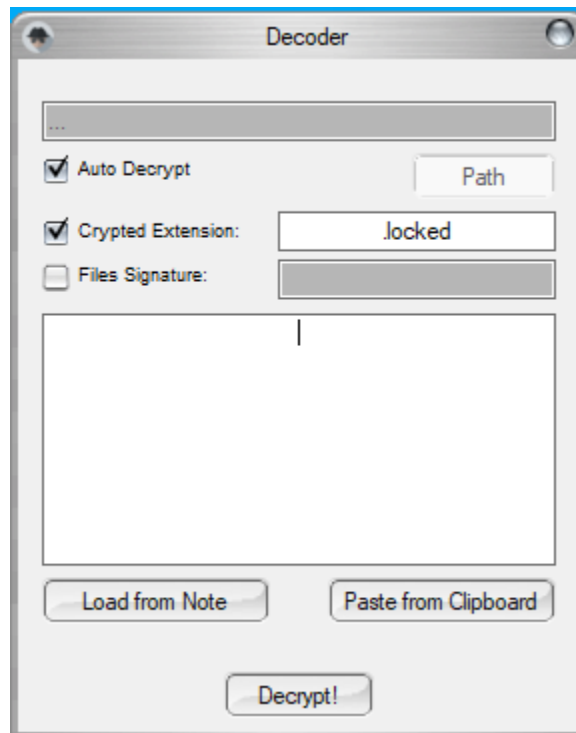 Decoder
...
Auto Decrypt
Path
Crypted Extension: .locked
Files Signature:
Load from Note
Paste from Clipboard
Decrypt!